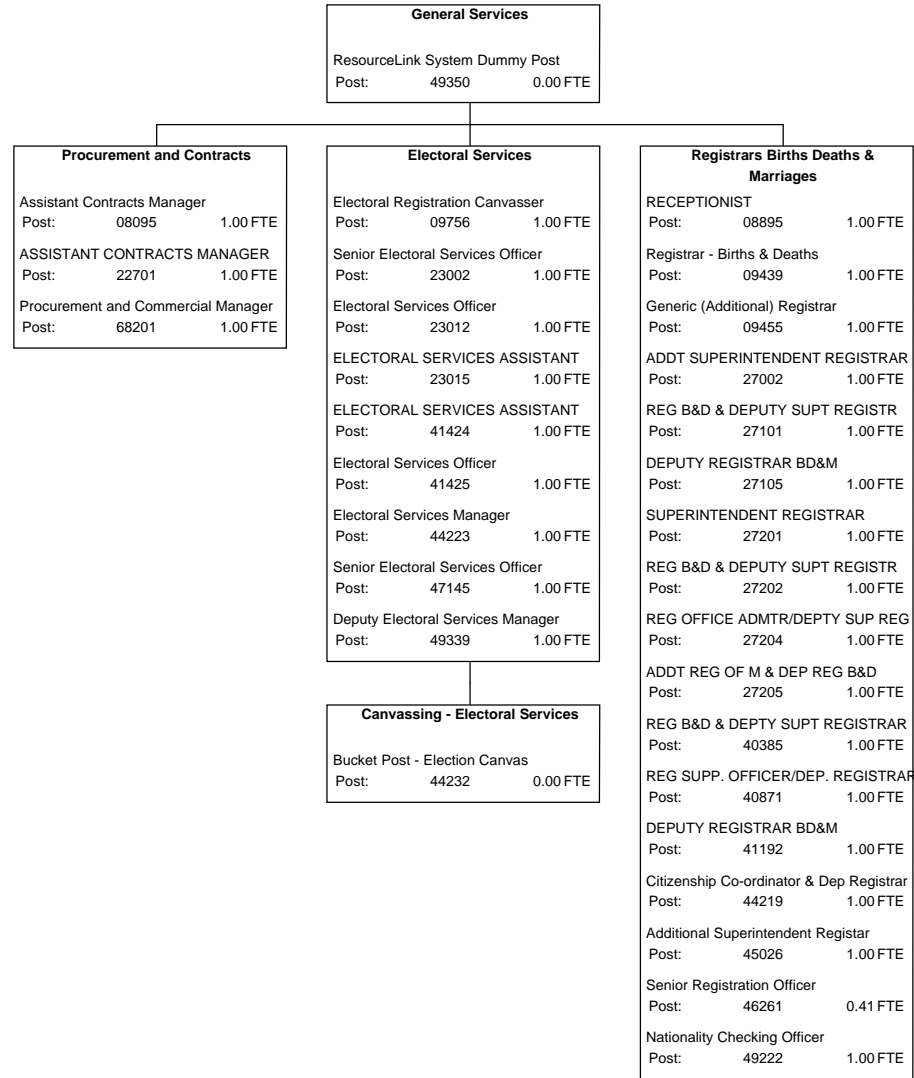 General Services
ResourceLink System Dummy Post
Post: 49350 0.00 FTE
Procurement and Contracts
Assistant Contracts Manager
Post: 08095 1.00 FTE
ASSISTANT CONTRACTS MANAGER
Post: 22701 1.00 FTE
Procurement and Commercial Manager
Post: 68201 1.00 FTE
Electoral Services
Electoral Registration Canvasser
Post: 09756 1.00 FTE
Senior Electoral Services Officer
Post: 23002 1.00 FTE
Electoral Services Officer
Post: 23012 1.00 FTE
ELECTORAL SERVICES ASSISTANT
Post: 23015 1.00 FTE
ELECTORAL SERVICES ASSISTANT
Post: 41424 1.00 FTE
Electoral Services Officer
Post: 41425 1.00 FTE
Electoral Services Manager
Post: 44223 1.00 FTE
Senior Electoral Services Officer
Post: 47145 1.00 FTE
Deputy Electoral Services Manager
Post: 49339 1.00 FTE
Canvassing - Electoral Services
Bucket Post - Election Canvas
Post: 44232 0.00 FTE
Registrars Births Deaths &
Marriages
RECEPTIONIST
Post: 08895 1.00 FTE
Registrar - Births & Deaths
Post: 09439 1.00 FTE
Generic (Additional) Registrar
Post: 09455 1.00 FTE
ADDT SUPERINTENDENT REGISTRAR
Post: 27002 1.00 FTE
REG B&D & DEPUTY SUPT REGISTR
Post: 27101 1.00 FTE
DEPUTY REGISTRAR BD&M
Post: 27105 1.00 FTE
SUPERINTENDENT REGISTRAR
Post: 27201 1.00 FTE
REG B&D & DEPUTY SUPT REGISTR
Post: 27202 1.00 FTE
REG OFFICE ADMTR/DEPTY SUP REG
Post: 27204 1.00 FTE
ADDT REG OF M & DEP REG B&D
Post: 27205 1.00 FTE
REG B&D & DEPTY SUPT REGISTRAR
Post: 40385 1.00 FTE
REG SUPP. OFFICER/DEP. REGISTRAR
Post: 40871 1.00 FTE
DEPUTY REGISTRAR BD&M
Post: 41192 1.00 FTE
Citizenship Co-ordinator & Dep Registrar
Post: 44219 1.00 FTE
Additional Superintendent Registar
Post: 45026 1.00 FTE
Senior Registration Officer
Post: 46261 0.41 FTE
Nationality Checking Officer
Post: 49222 1.00 FTE